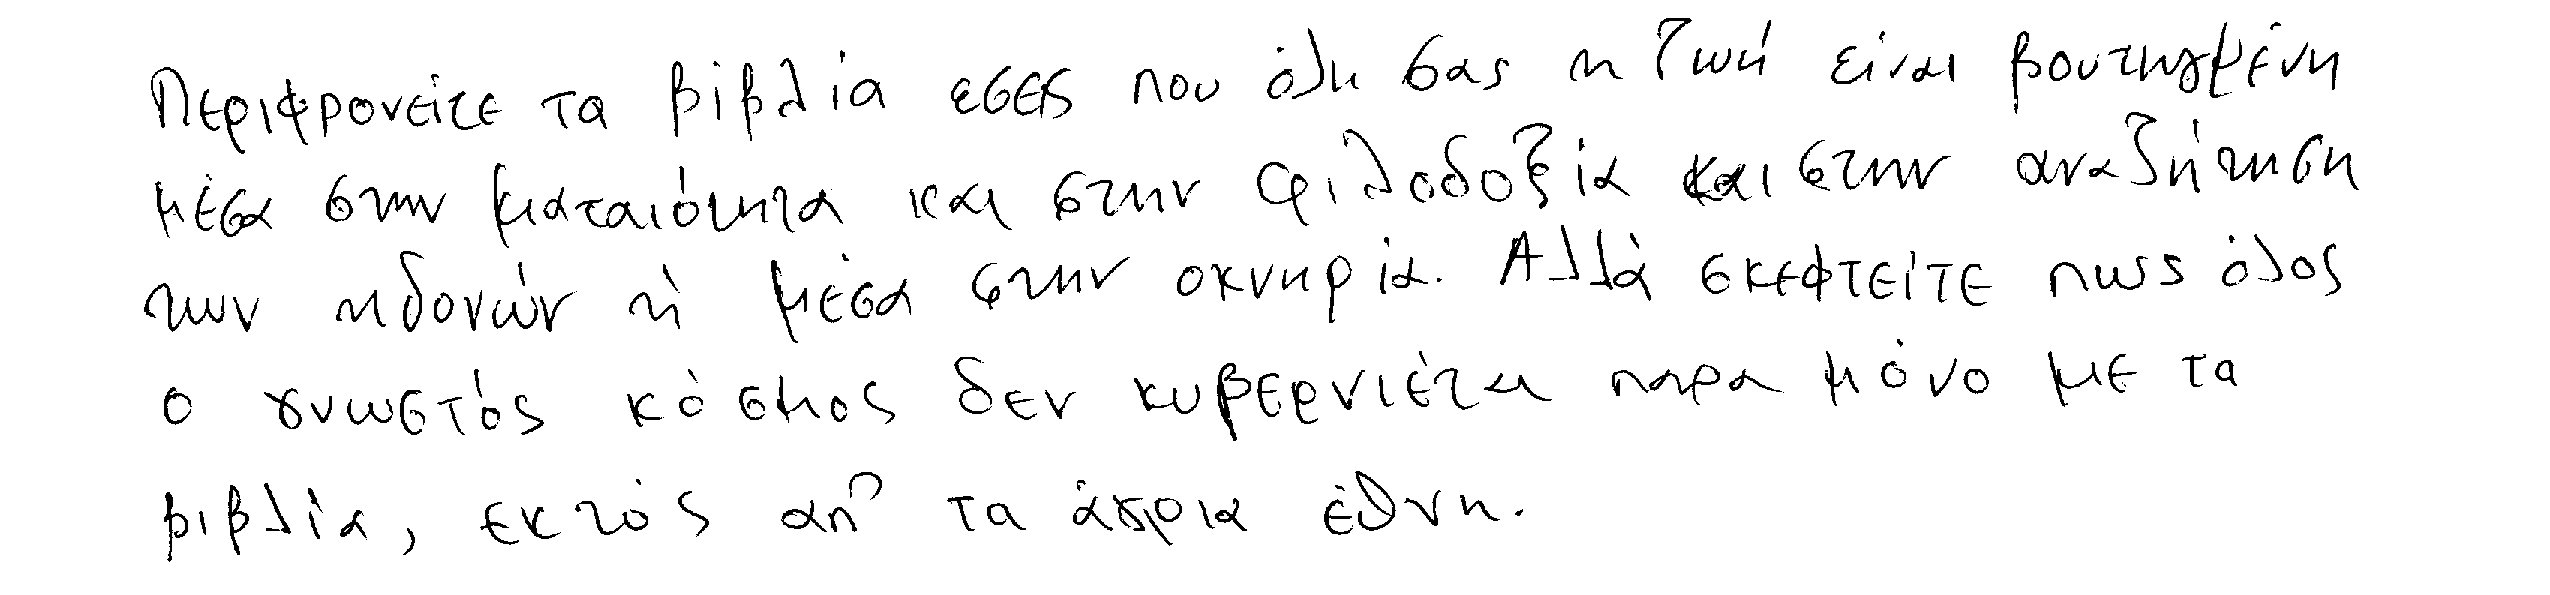 Περιφρονείτε τα βιβλία εσείς που όλη σας η ζωή είναι βουτηγμένη
μέσα στην ματαιότητα και στην φιλοδοξία και στην αναζήτηση
των ηδονών ή μέσα στην οκνηρία. Αλλά σκεφτείτε πως όλος
ο γνωστός κόσμος δεν κυβερνιέται παρα μόνο με τα
βιβλία, εκτός απ' τα άγρια έθνη.